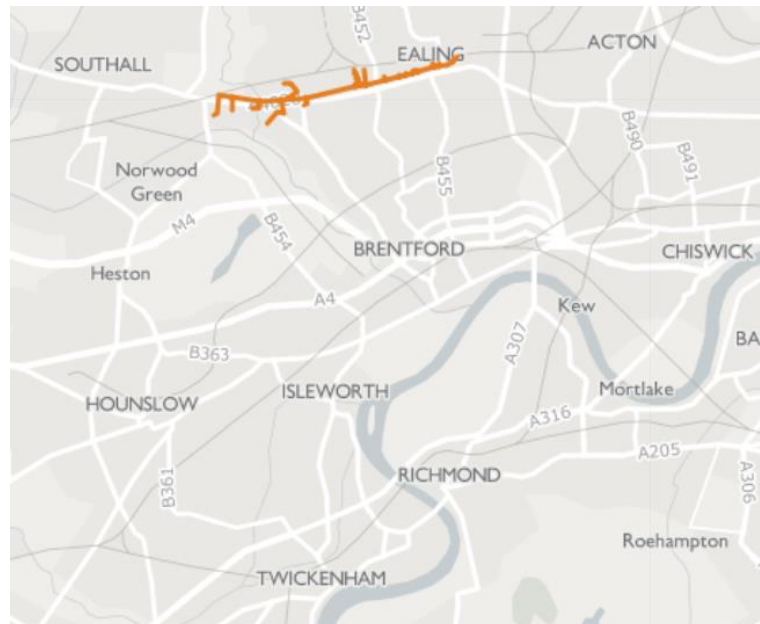 B452
EALING
ACTON
SOUTHALL
B490
B491
Norwood
Green
B455
M4
B454
BRENTFORD
CHISWICK
Heston
A4
Kew
A307
B363
BA
Mortlake
HOUNSLOW
ISLEWORTH
A316
A205
B361
RICHMOND
A306
Roehampton
TWICKENHAM